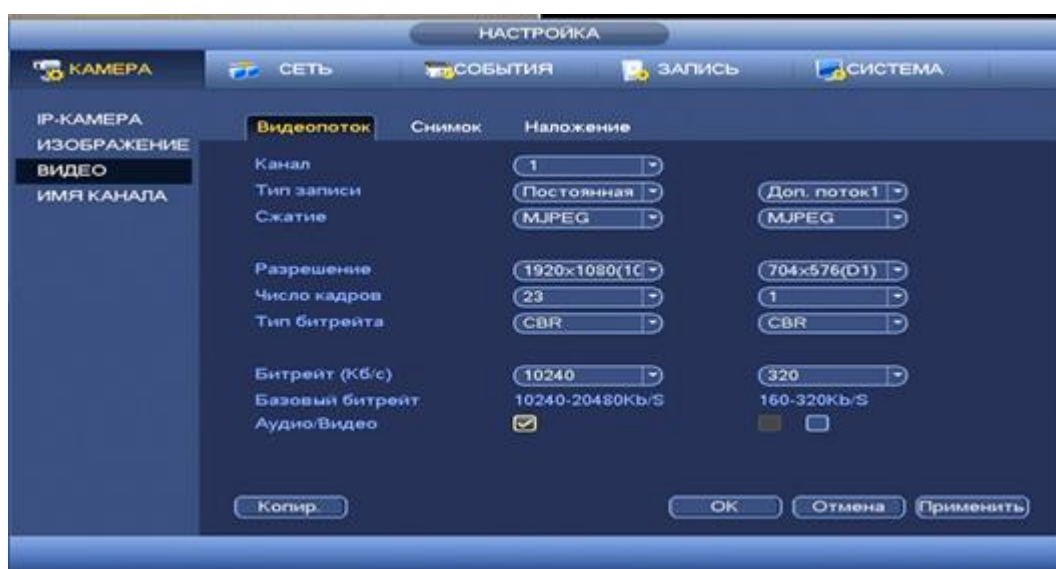 НАСТРОЙКА
КАМЕРА СЕТЬ СОБЫТИЯ ЗАПИСЬ СИСТЕМА
IP-КАМЕРА
ИЗОБРАЖЕНИЕ
ВИДЕО
ИМЯ КАНАЛА
Видеопоток Снимок Наложение
Канал 1
Тип записи Постоянная Доп. поток1
Сжатие MJPEG MJPEG
Разрешение 1920x1080(1C 704x576(D1)
Число кадров 23 1
Тип битрейта CBR CBR
Битрейт (Кб/с) 10240 320
Базовый битрейт 10240-20480Kb/S 160-320Kb/S
Аудио/Видео
Копир. OK Отмена Применить